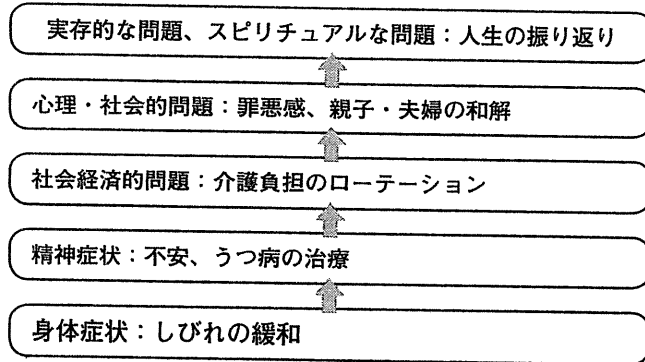 実存的な問題、スピリチュアルな問題：人生の振り返り
心理・社会的問題：罪悪感、親子・夫婦の和解
社会経済的問題：介護負担のローテーション
精神症状：不安、うつ病の治療
身体症状：しびれの緩和